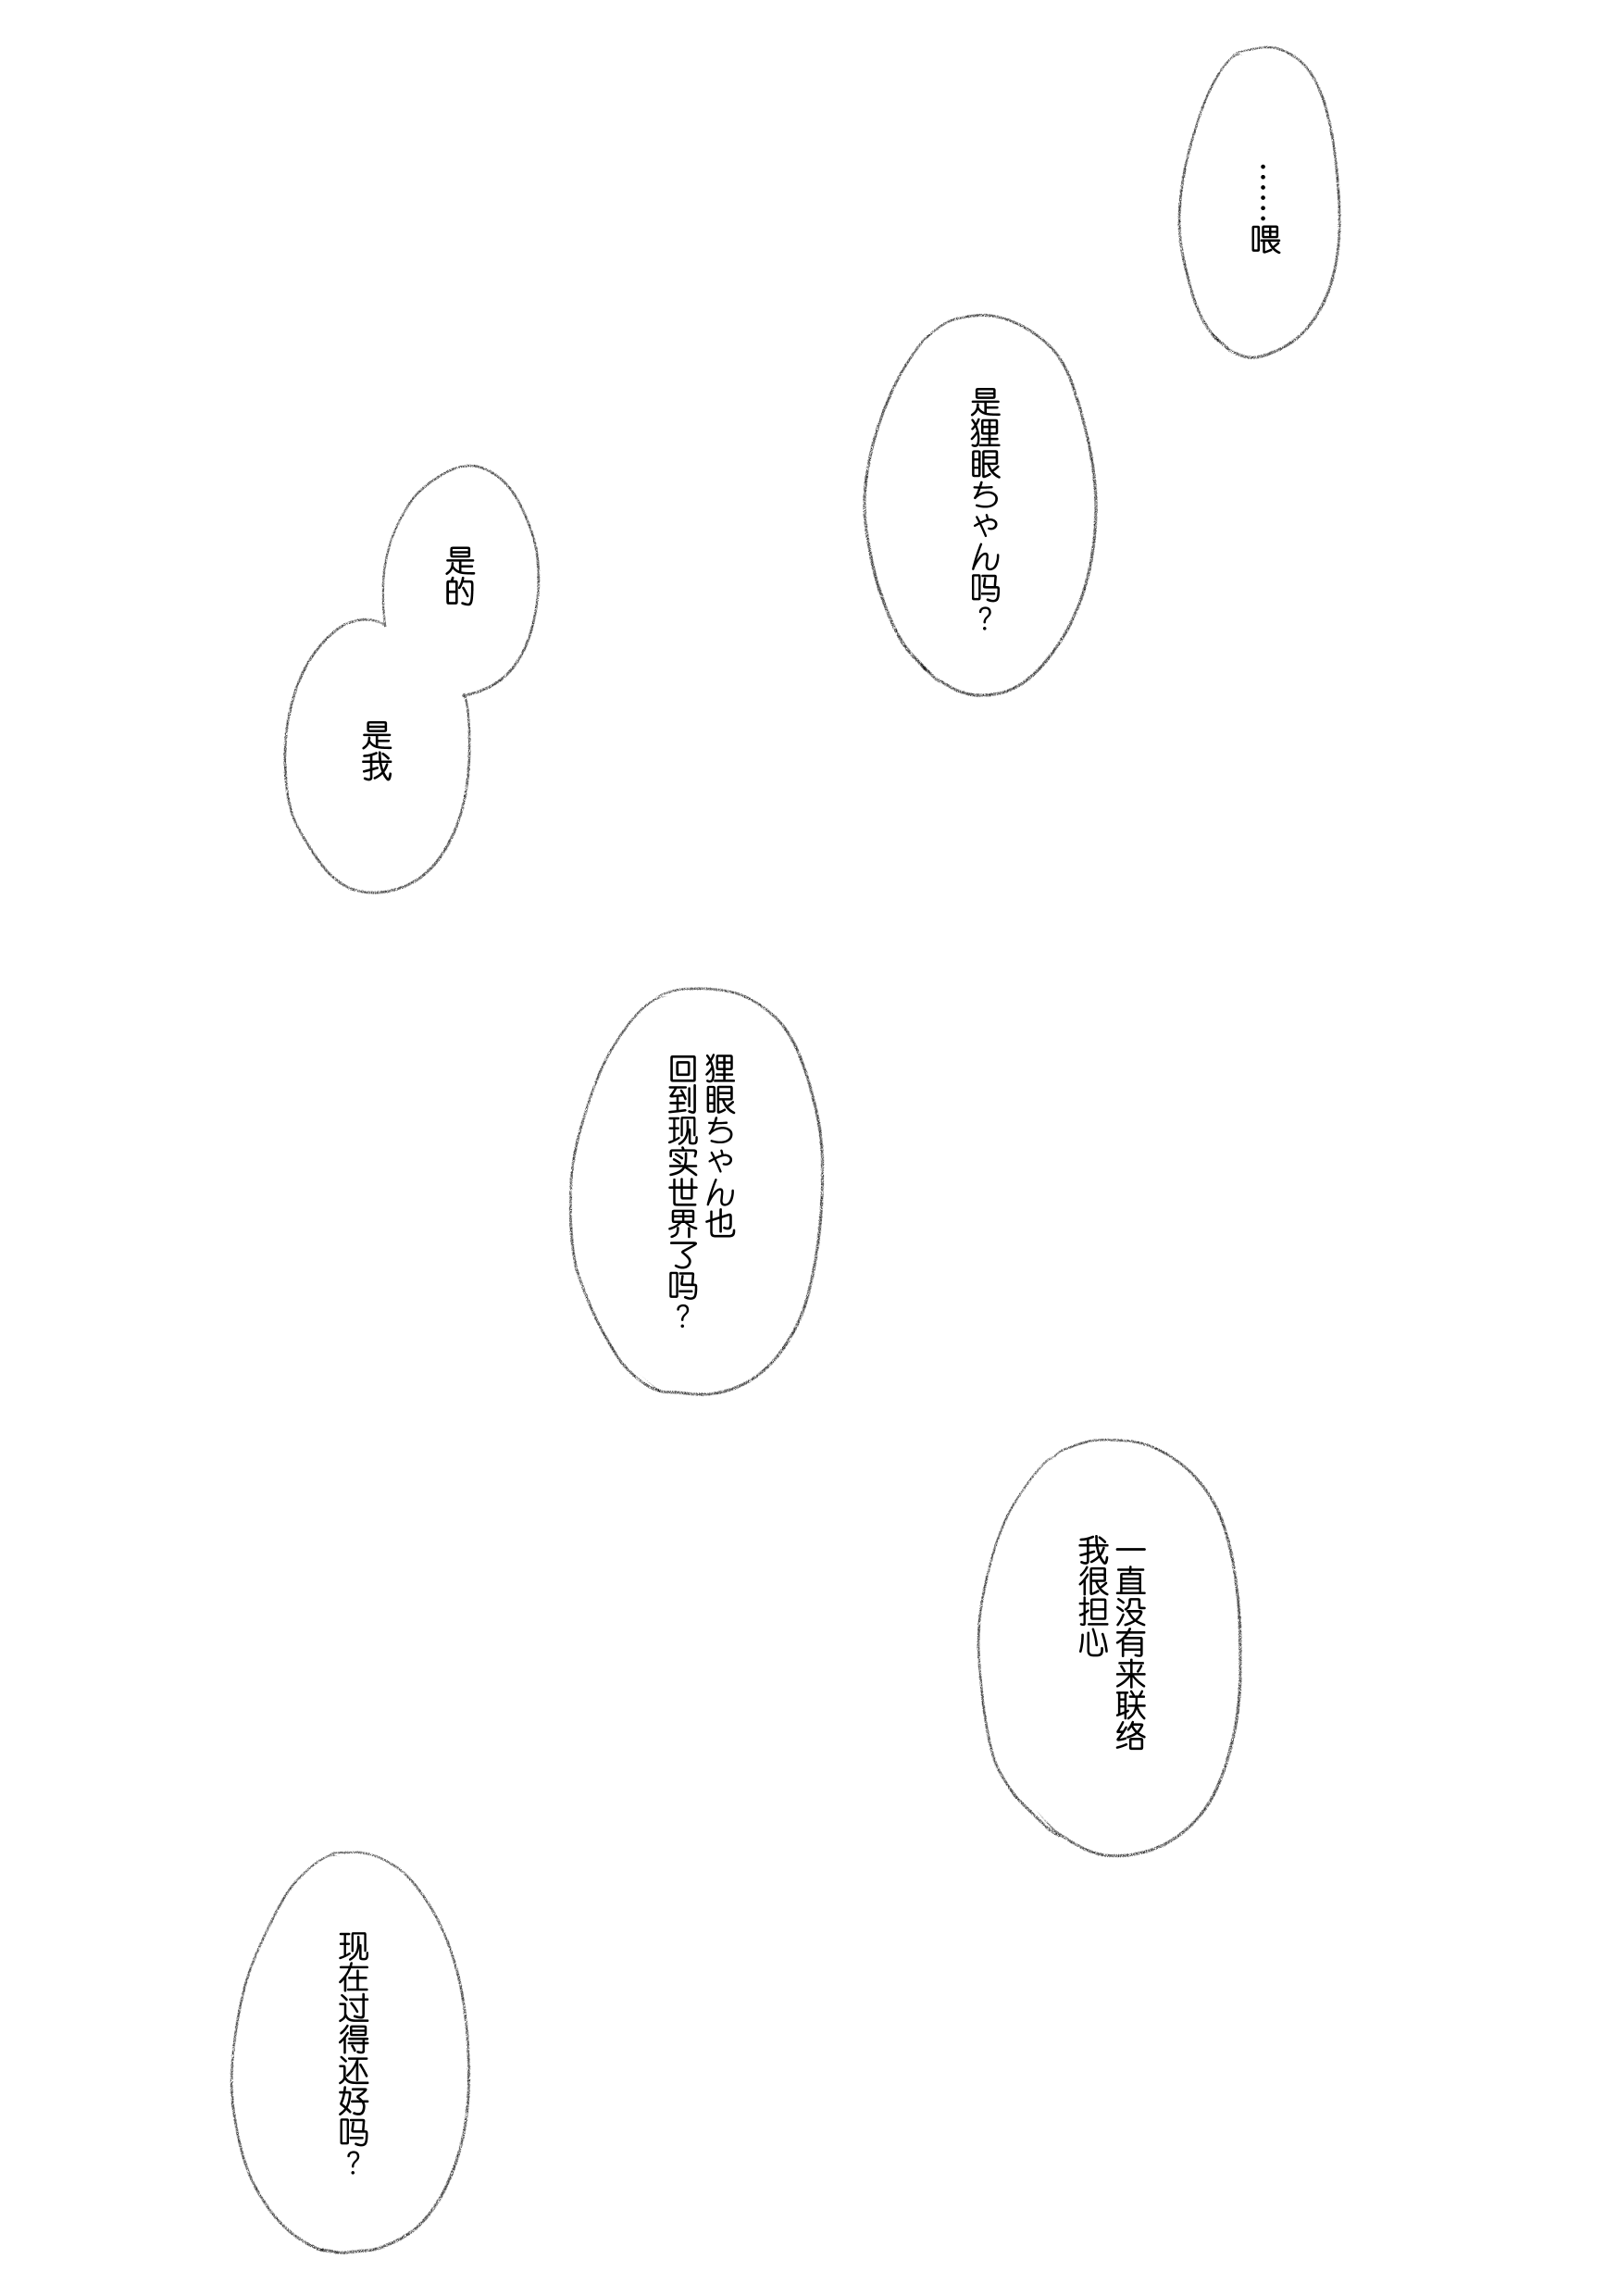 ……喂
是狸眼ちゃん吗？
是的
是我
狸眼ちゃん也
回到现实世界了吗？
一直没有来联络
我很担心
现在过得还好吗？